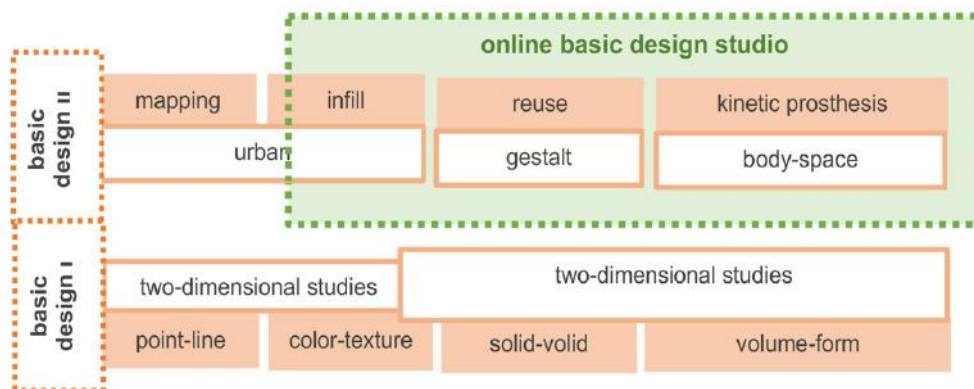 online basic design studio
basic
design II
mapping
infill
reuse
kinetic prosthesis
urban
gestalt
body-space
basic
design I
two-dimensional studies
two-dimensional studies
point-line
color-texture
solid-volid
volume-form